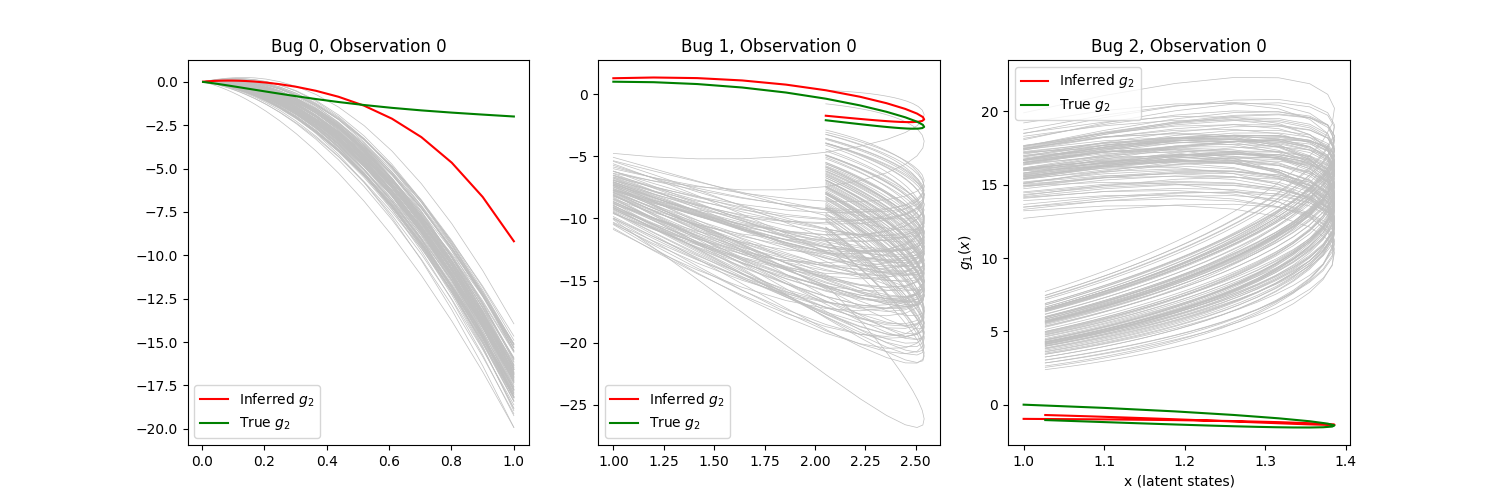 Bug 0, Observation 0
0.0
−2.5
−5.0
−7.5
−10.0
−12.5
−15.0
−17.5
−20.0
0.0 0.2 0.4 0.6 0.8 1.0
Inferred g₂
True g₂
Bug 1, Observation 0
0
−5
−10
−15
−20
−25
1.00 1.25 1.50 1.75 2.00 2.25 2.50
Inferred g₂
True g₂
Bug 2, Observation 0
Inferred g₂
True g₂
20
15
10
5
0
g₁(x)
1.0 1.1 1.2 1.3 1.4
x (latent states)